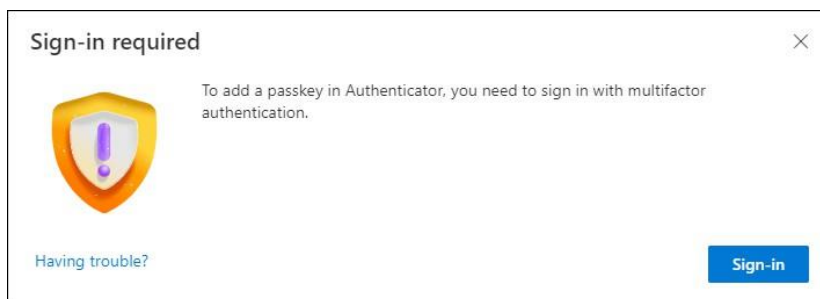 Sign-in required
To add a passkey in Authenticator, you need to sign in with multifactor
authentication.
Having trouble?
Sign-in